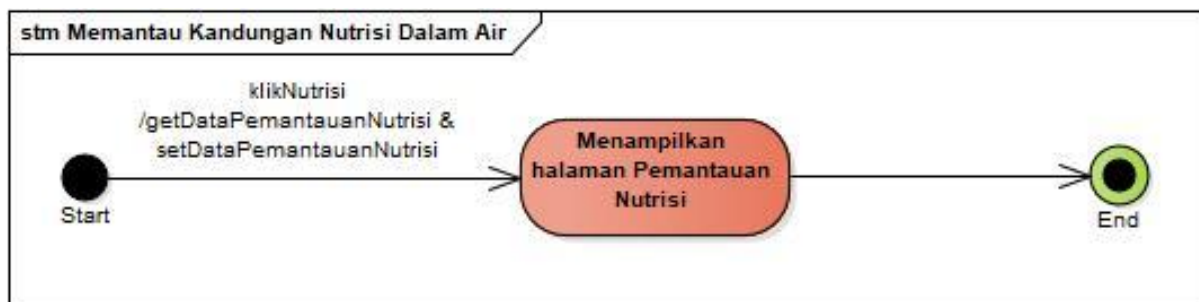 stm Memantau Kandungan Nutrisi Dalam Air
klikNutrisi
/getDataPemantauanNutrisi &
setDataPemantauanNutrisi
Start
Menampilkan
halaman Pemantauan
Nutrisi
End